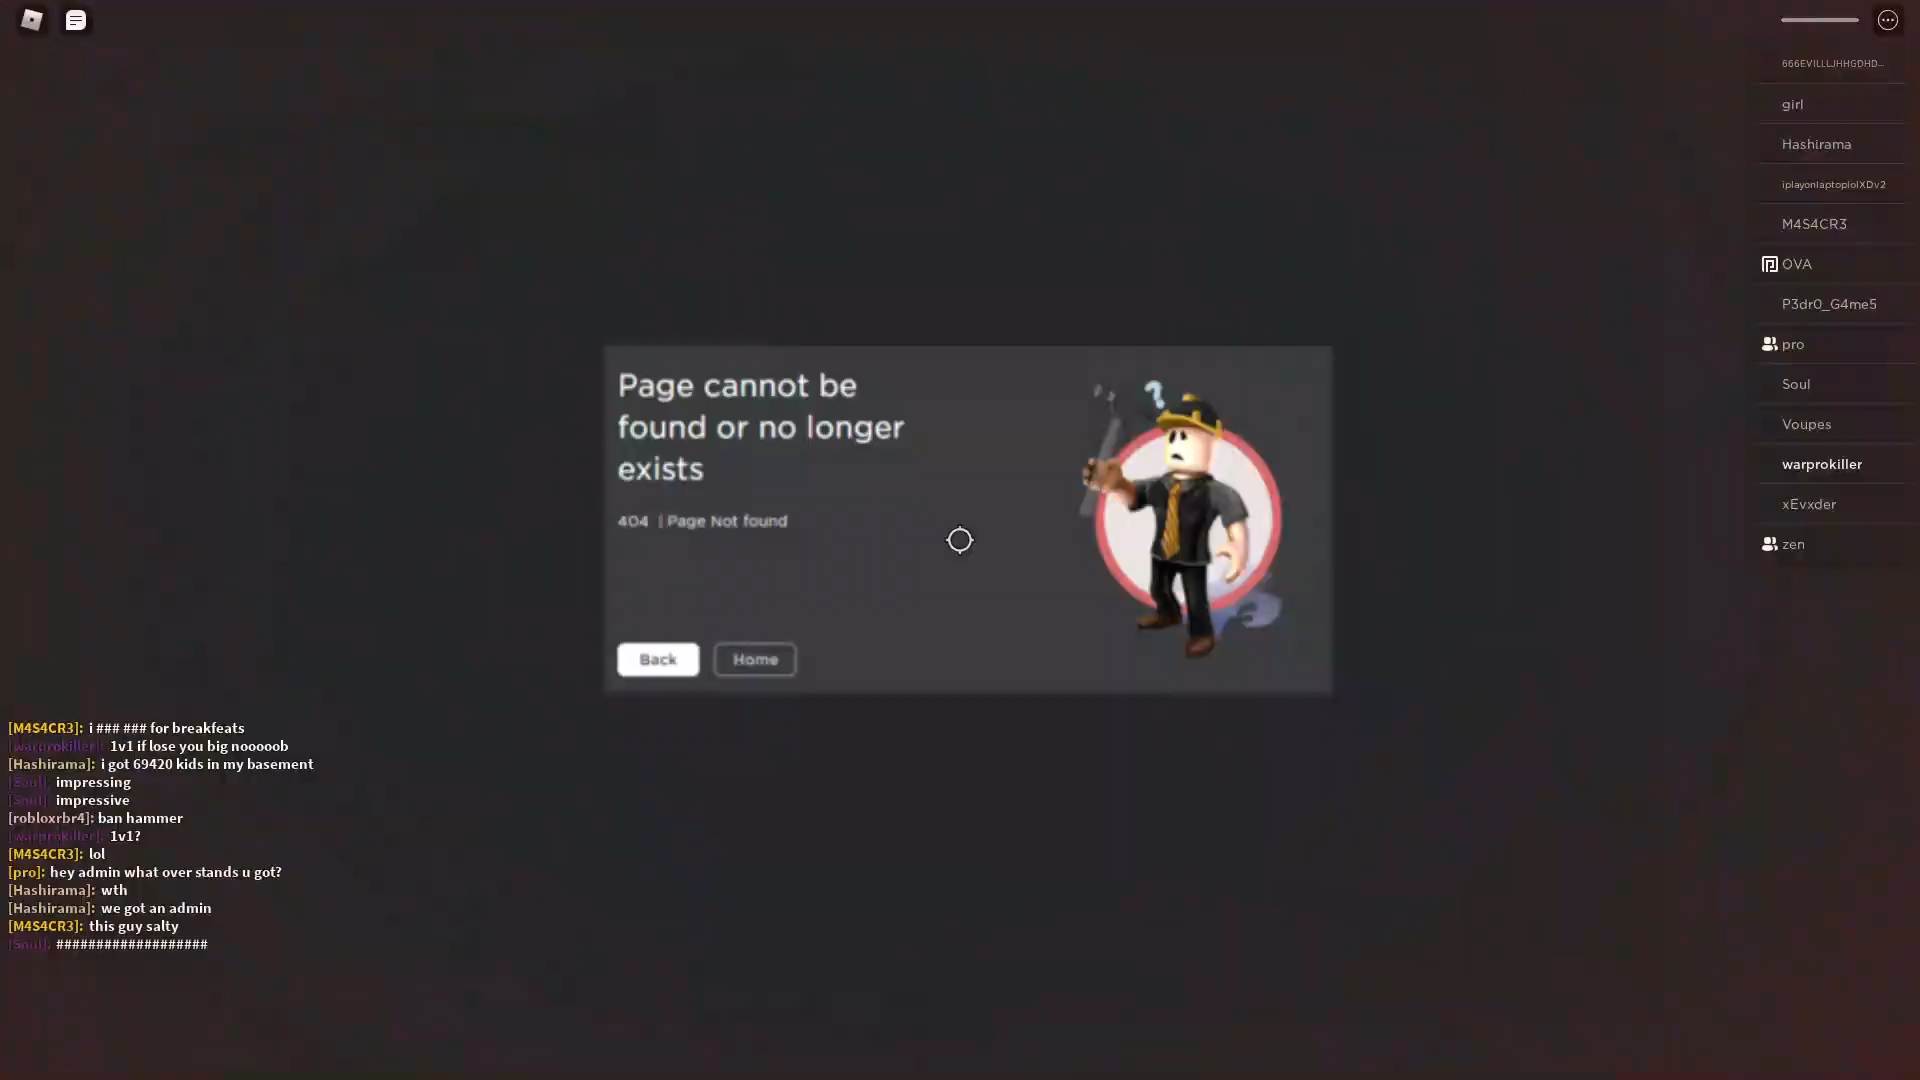 666EVILLLJHHGDHD...
girl
Hashirama
iplayonlaptoplolXDv2
M4S4CR3
OVA
P3dr0_G4me5
pro
Soul
Voupes
warprokiller
xEvxder
zen
Page cannot be
found or no longer
exists
404 | Page Not found
Back
Home
[M4S4CR3]: i ### ### for breakfeats
[warprokiller]: 1v1 if lose you big nooooob
[Hashirama]: i got 69420 kids in my basement
[Soul]: impressing
[Soul]: impressive
[robloxrbr4]: ban hammer
[warprokiller]: 1v1?
[M4S4CR3]: lol
[pro]: hey admin what over stands u got?
[Hashirama]: wth
[Hashirama]: we got an admin
[M4S4CR3]: this guy salty
[Soul]: ###################